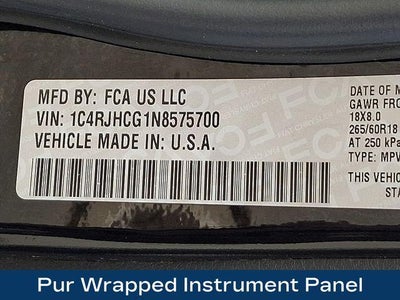 MFD BY: FCA US LLC
VIN: 1C4RJHCG1N8575700
VEHICLE MADE IN: U.S.A.
DATE OF M
GAWR FRO
18X8.0
265/60R18
AT 250 kPa
TYPE: MPV
THIS VEHIC
STA
Pur Wrapped Instrument Panel